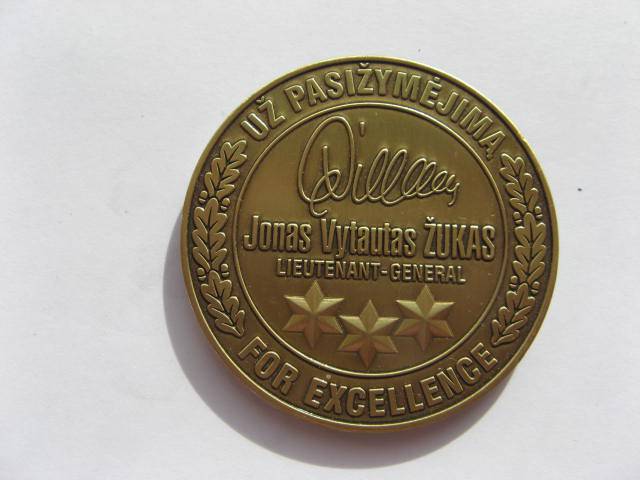 UŽ PASIŽYMĖJIMĄ
Jonas Vytautas ŽUKAS
LIEUTENANT-GENERAL
FOR EXCELLENCE